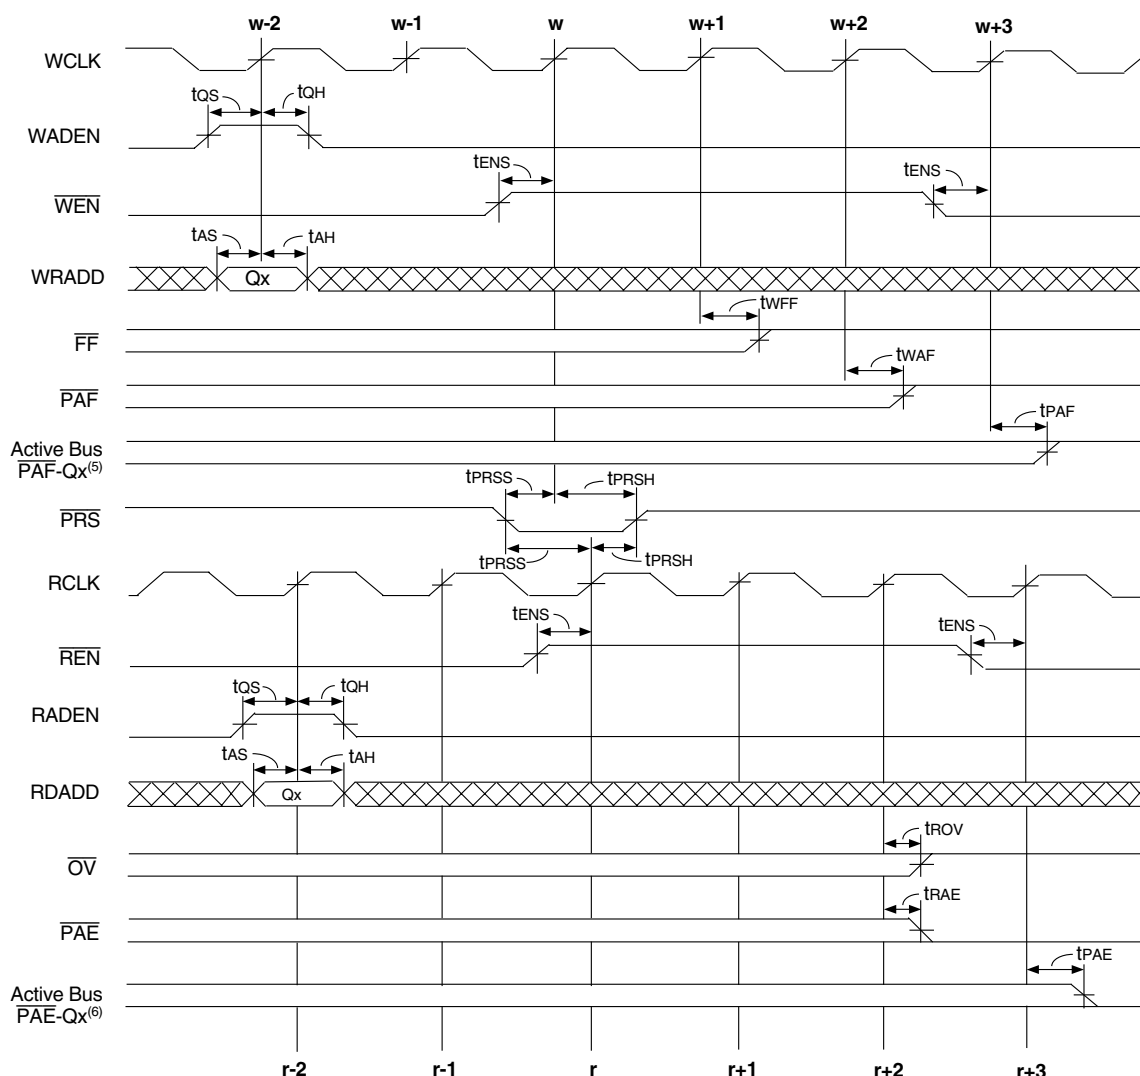 w-2 w-1 w w+1 w+2 w+3
WCLK
tQS tQH
WADEN
tENS tENS
WEN
tAS tAH
WRADD Qx
tWFF
FF
tWAF
PAF
tPAF
Active Bus
PAF-Qx(5)
tPRSS tPRSH
PRS
tPRSS tPRSH
RCLK
tENS tENS
REN
tQS tQH
RADEN
tAS tAH
RDADD Qx
tROV
OV
tRAE
PAE
tPAE
Active Bus
PAE-Qx(6)
r-2 r-1 r r+1 r+2 r+3